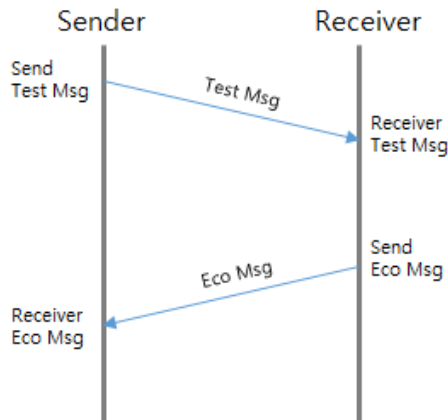 Sender
Receiver
Send
Test Msg
Test Msg
Receiver
Test Msg
Send
Eco Msg
Eco Msg
Receiver
Eco Msg